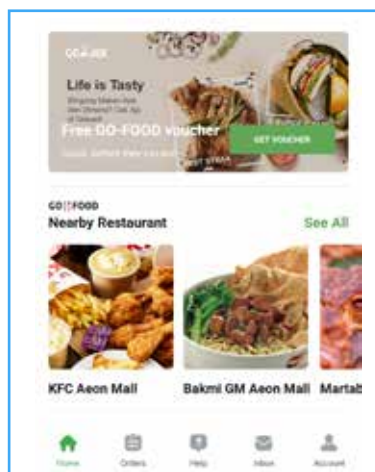 GO-JEK
Life is Tasty
Free GO-FOOD voucher
GET VOUCHER
GO FOOD
Nearby Restaurant
See All
KFC Aeon Mall
Bakmi GM Aeon Mall
Martab
Home
Orders
Help
Inbox
Account